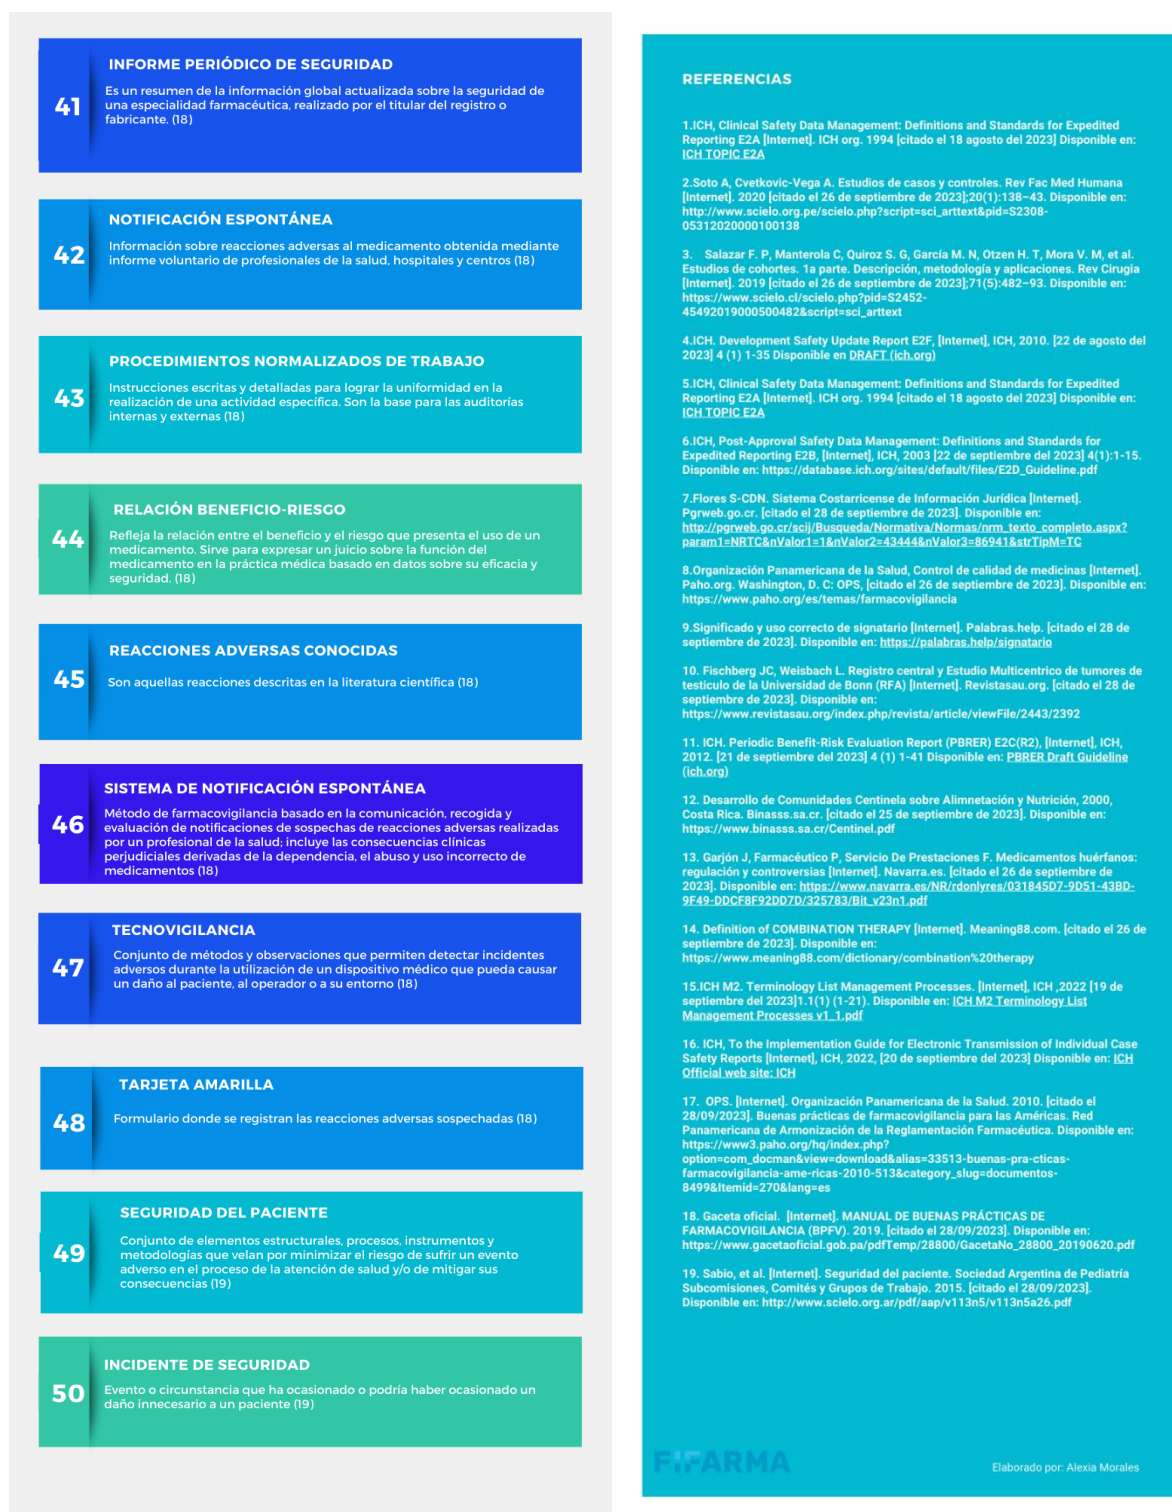 INFORME PERIÓDICO DE SEGURIDAD
41
Es un resumen de la información global actualizada sobre la seguridad de
una especialidad farmacéutica, realizado por el titular del registro o
fabricante. (18)
NOTIFICACIÓN ESPONTÁNEA
42
Información sobre reacciones adversas al medicamento obtenida mediante
informe voluntario de profesionales de la salud, hospitales y centros (18)
PROCEDIMIENTOS NORMALIZADOS DE TRABAJO
43
Instrucciones escritas y detalladas para lograr la uniformidad en la
realización de una actividad específica. Son la base para las auditorías
internas y externas (18)
RELACIÓN BENEFICIO-RIESGO
44
Refleja la relación entre el beneficio y el riesgo que presenta el uso de un
medicamento. Sirve para expresar un juicio sobre la función del
medicamento en la práctica médica basado en datos sobre su eficacia y
seguridad. (18)
REACCIONES ADVERSAS CONOCIDAS
45
Son aquellas reacciones descritas en la literatura científica (18)
SISTEMA DE NOTIFICACIÓN ESPONTÁNEA
46
Método de farmacovigilancia basado en la comunicación, recogida y
evaluación de notificaciones de sospechas de reacciones adversas realizadas
por un profesional de la salud; incluye las consecuencias clínicas
perjudiciales derivadas de la dependencia, el abuso y uso incorrecto de
medicamentos (18)
TECNOVIGILANCIA
47
Conjunto de métodos y observaciones que permiten detectar incidentes
adversos durante la utilización de un dispositivo médico que pueda causar
un daño al paciente, al operador o a su entorno (18)
TARJETA AMARILLA
48
Formulario donde se registran las reacciones adversas sospechadas (18)
SEGURIDAD DEL PACIENTE
49
Conjunto de elementos estructurales, procesos, instrumentos y
metodologías que velan por minimizar el riesgo de sufrir un evento
adverso en el proceso de la atención de salud y/o de mitigar sus
consecuencias (19)
INCIDENTE DE SEGURIDAD
50
Evento o circunstancia que ha ocasionado o podría haber ocasionado un
daño innecesario a un paciente (19)
REFERENCIAS
1.ICH, Clinical Safety Data Management: Definitions and Standards for Expedited
Reporting E2A [Internet]. ICH org. 1994 [citado el 18 agosto del 2023] Disponible en:
ICH TOPIC E2A
2.Soto A, Cvetkovic-Vega A. Estudios de casos y controles. Rev Fac Med Humana
[Internet]. 2020 [citado el 26 de septiembre de 2023];20(1):138–43. Disponible en:
http://www.scielo.org.pe/scielo.php?script=sci_arttext&pid=S2308-
05312020000100138
3. Salazar F. P, Manterola C, Quiroz S. G, García M. N, Otzen H. T, Mora V. M, et al.
Estudios de cohortes. 1a parte. Descripción, metodología y aplicaciones. Rev Cirugia
[Internet]. 2019 [citado el 26 de septiembre de 2023];71(5):482–93. Disponible en:
https://www.scielo.cl/scielo.php?pid=S2452-
45492019000500482&script=sci_arttext
4.ICH. Development Safety Update Report E2F, [Internet], ICH, 2010. [22 de agosto del
2023] 4 (1) 1-35 Disponible en DRAFT (ich.org)
5.ICH, Clinical Safety Data Management: Definitions and Standards for Expedited
Reporting E2A [Internet]. ICH org. 1994 [citado el 18 agosto del 2023] Disponible en:
ICH TOPIC E2A
6.ICH, Post-Approval Safety Data Management: Definitions and Standards for
Expedited Reporting E2B, [Internet], ICH, 2003 [22 de septiembre del 2023] 4(1):1-15.
Disponible en: https://database.ich.org/sites/default/files/E2D_Guideline.pdf
7.Flores S-CDN. Sistema Costarricense de Información Jurídica [Internet].
Pgrweb.go.cr. [citado el 28 de septiembre de 2023]. Disponible en:
http://pgrweb.go.cr/scij/Busqueda/Normativa/Normas/nrm_texto_completo.aspx?
param1=NRTC&nValor1=1&nValor2=43444&nValor3=86941&strTipM=TC
8.Organización Panamericana de la Salud, Control de calidad de medicinas [Internet].
Paho.org. Washington, D. C: OPS, [citado el 26 de septiembre de 2023]. Disponible en:
https://www.paho.org/es/temas/farmacovigilancia
9.Significado y uso correcto de signatario [Internet]. Palabras.help. [citado el 28 de
septiembre de 2023]. Disponible en: https://palabras.help/signatario
10. Fischberg JC, Weisbach L. Registro central y Estudio Multicentrico de tumores de
testiculo de la Universidad de Bonn (RFA) [Internet]. Revistasau.org. [citado el 28 de
septiembre de 2023]. Disponible en:
https://www.revistasau.org/index.php/revista/article/viewFile/2443/2392
11. ICH. Periodic Benefit-Risk Evaluation Report (PBRER) E2C(R2), [Internet], ICH,
2012. [21 de septiembre del 2023] 4 (1) 1-41 Disponible en: PBRER Draft Guideline
(ich.org)
12. Desarrollo de Comunidades Centinela sobre Alimnetación y Nutrición, 2000,
Costa Rica. Binasss.sa.cr. [citado el 25 de septiembre de 2023]. Disponible en:
https://www.binasss.sa.cr/Centinel.pdf
13. Garjón J, Farmacéutico P, Servicio De Prestaciones F. Medicamentos huérfanos:
regulación y controversias [Internet]. Navarra.es. [citado el 26 de septiembre de
2023]. Disponible en: https://www.navarra.es/NR/rdonlyres/031845D7-9D51-43BD-
9F49-DDCF8F92DD7D/325783/Bit_v23n1.pdf
14. Definition of COMBINATION THERAPY [Internet]. Meaning88.com. [citado el 26 de
septiembre de 2023]. Disponible en:
https://www.meaning88.com/dictionary/combination%20therapy
15.ICH M2. Terminology List Management Processes. [Internet], ICH ,2022 [19 de
septiembre del 2023]1.1(1) (1-21). Disponible en: ICH M2 Terminology List
Management Processes v1_1.pdf
16. ICH, To the Implementation Guide for Electronic Transmission of Individual Case
Safety Reports [Internet], ICH, 2022, [20 de septiembre del 2023] Disponible en: ICH
Official web site: ICH
17. OPS. [Internet]. Organización Panamericana de la Salud. 2010. [citado el
28/09/2023]. Buenas prácticas de farmacovigilancia para las Américas. Red
Panamericana de Armonización de la Reglamentación Farmacéutica. Disponible en:
https://www3.paho.org/hq/index.php?
option=com_docman&view=download&alias=33513-buenas-pra-cticas-
farmacovigilancia-ame-ricas-2010-513&category_slug=documentos-
8499&Itemid=270&lang=es
18. Gaceta oficial. [Internet]. MANUAL DE BUENAS PRÁCTICAS DE
FARMACOVIGILANCIA (BPFV). 2019. [citado el 28/09/2023]. Disponible en:
https://www.gacetaoficial.gob.pa/pdfTemp/28800/GacetaNo_28800_20190620.pdf
19. Sabio, et al. [Internet]. Seguridad del paciente. Sociedad Argentina de Pediatría
Subcomisiones, Comités y Grupos de Trabajo. 2015. [citado el 28/09/2023].
Disponible en: http://www.scielo.org.ar/pdf/aap/v113n5/v113n5a26.pdf
FIFARMA
Elaborado por: Alexia Morales